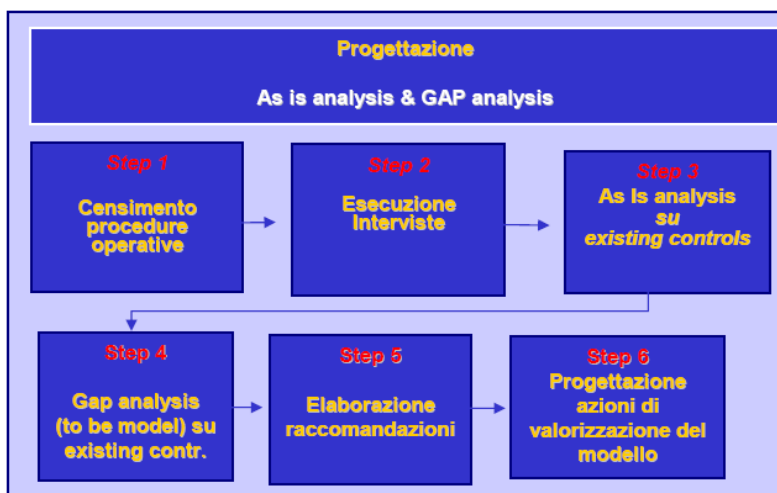 Progettazione
As is analysis & GAP analysis
Step 1
Censimento
procedure
operative
Step 2
Esecuzione
Interviste
Step 3
As Is analysis
su
existing controls
Step 4
Gap analysis
(to be model) su
existing contr.
Step 5
Elaborazione
raccomandazioni
Step 6
Progettazione
azioni di
valorizzazione del
modello